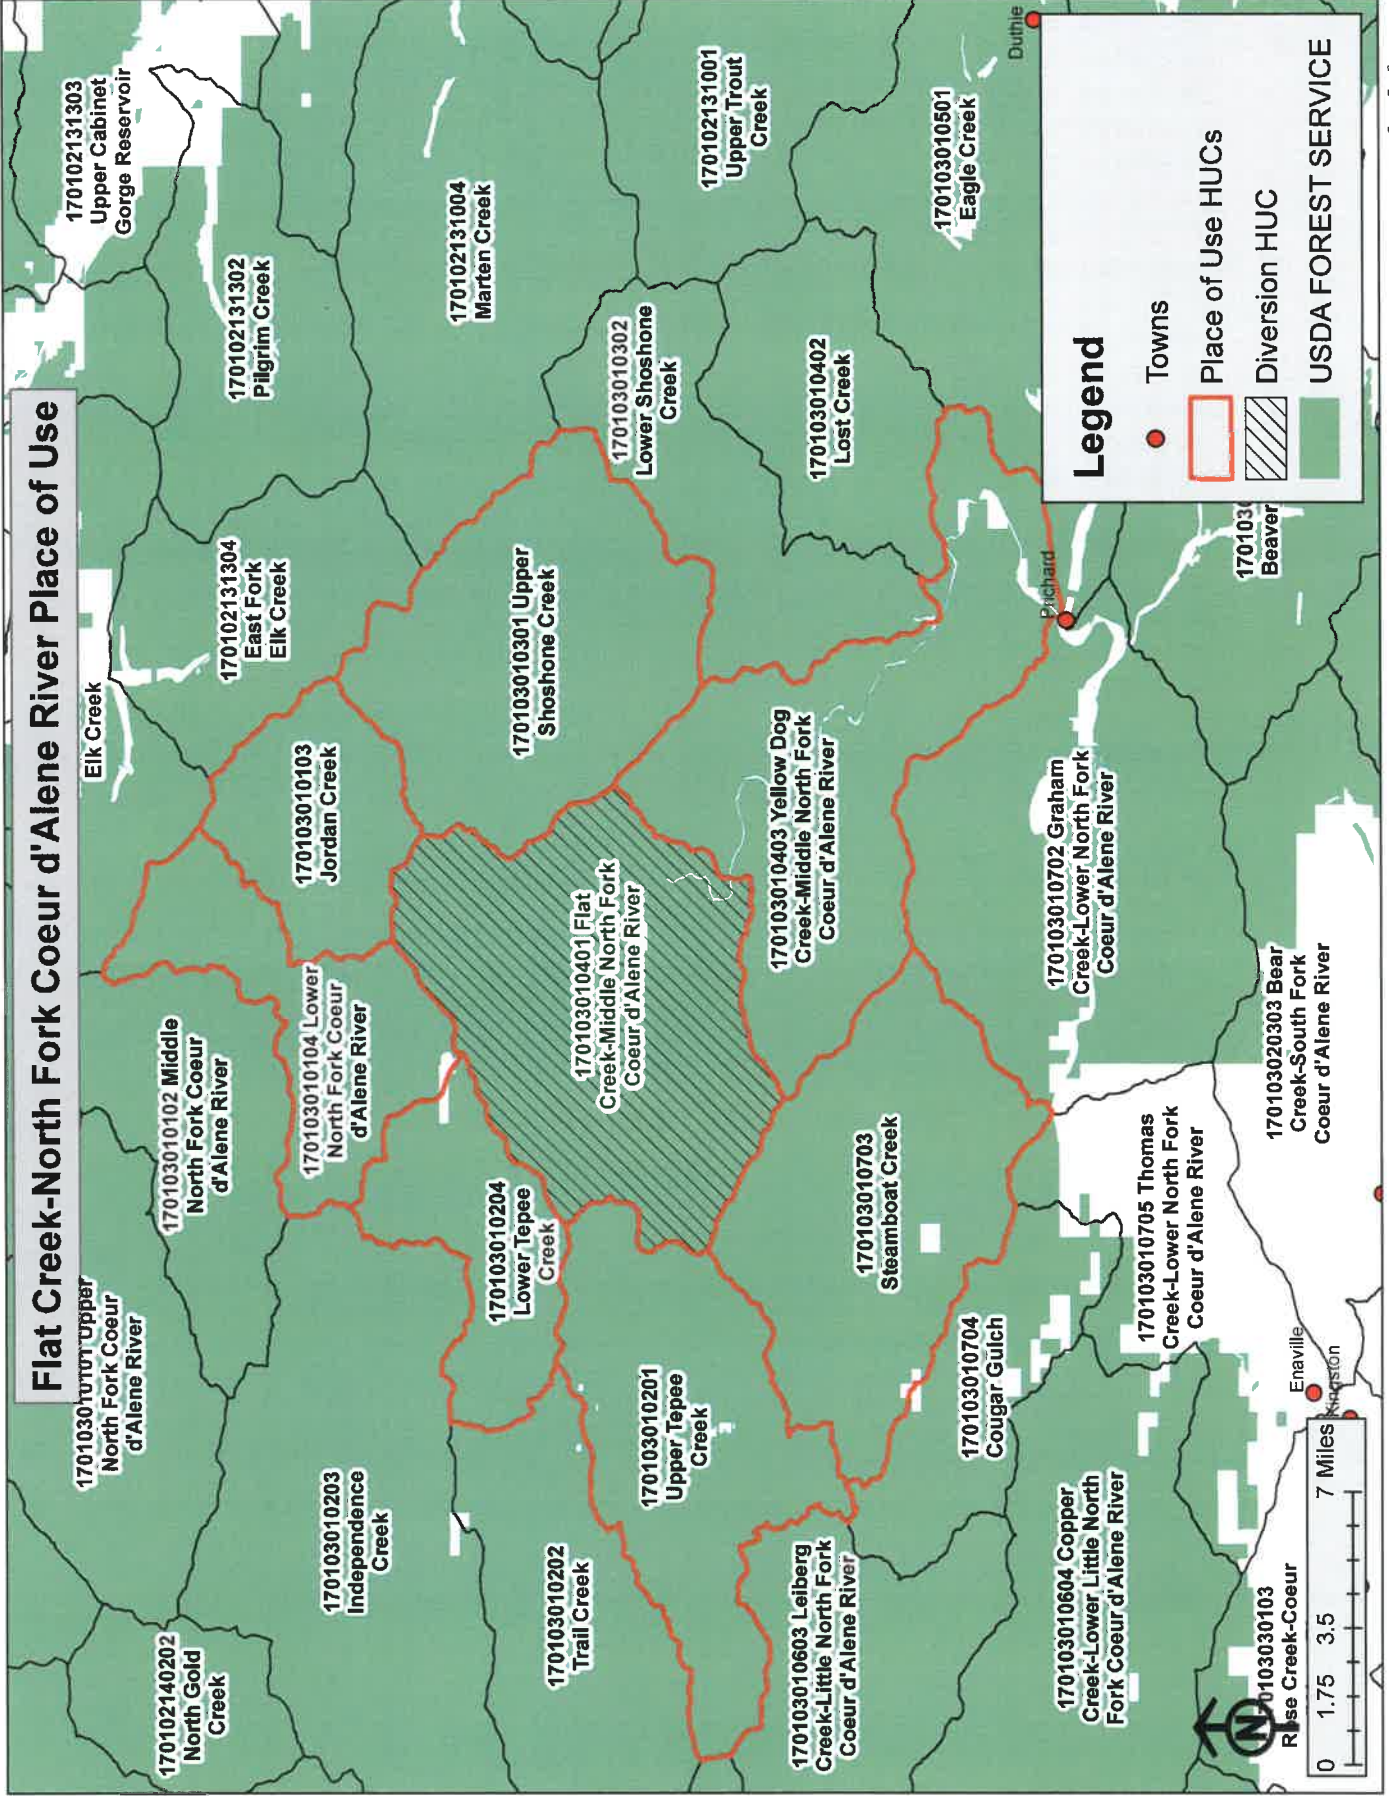 Flat Creek-North Fork Coeur d'Alene River Place of Use
170102140202
North Gold
Creek
170103010101 Upper
North Fork Coeur
d'Alene River
170103010102 Middle
North Fork Coeur
d'Alene River
Elk Creek
170102131304
East Fork
Elk Creek
170102131302
Pilgrim Creek
170102131303
Upper Cabinet
Gorge Reservoir
170103010203
Independence
Creek
170103010104 Lower
North Fork Coeur
d'Alene River
170103010103
Jordan Creek
170102131004
Marten Creek
170103010202
Trail Creek
170103010204
Lower Tepee
Creek
170103010301 Upper
Shoshone Creek
170103010302
Lower Shoshone
Creek
170102131001
Upper Trout
Creek
170103010201
Upper Tepee
Creek
170103010401 Flat
Creek-Middle North Fork
Coeur d'Alene River
170103010603 Leiberg
Creek-Little North Fork
Coeur d'Alene River
170103010703
Steamboat Creek
170103010403 Yellow Dog
Creek-Middle North Fork
Coeur d'Alene River
170103010402
Lost Creek
170103010501
Eagle Creek
Duthie
170103010704
Cougar Gulch
170103010604 Copper
Creek-Lower Little North
Fork Coeur d'Alene River
170103010705 Thomas
Creek-Lower North Fork
Coeur d'Alene River
170103010702 Graham
Creek-Lower North Fork
Coeur d'Alene River
Prichard
Beaver
170103020303 Bear
Creek-South Fork
Coeur d'Alene River
Enaville
Kingston
Rose Creek-Coeur
N
0 1.75 3.5 7 Miles
Legend
Towns
Place of Use HUCs
Diversion HUC
USDA FOREST SERVICE